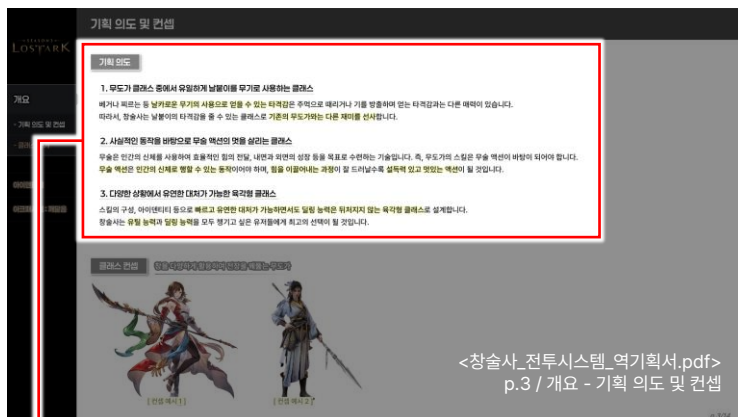 기획 의도 및 컨셉
LOSTARK
개요
- 기획 의도 및 컨셉
기획 의도
1. 무도가 클래스 중에서 유일하게 날붙이를 무기로 사용하는 클래스
베거나 찌르는 등 날카로운 무기의 사용으로 얻을 수 있는 타격감은 주먹으로 때리거나 기를 방출하며 얻는 타격감과는 다른 매력이 있습니다.
따라서, 창술사는 날붙이의 타격감을 줄 수 있는 클래스로 기존의 무도가와는 다른 재미를 선사합니다.
2. 사실적인 동작을 바탕으로 무술 액션의 멋을 살리는 클래스
무술은 인간의 신체를 사용하여 효율적인 힘의 전달, 내면과 외면의 성장 등을 목표로 수련하는 기술입니다. 즉, 무도가의 스킬은 무술 액션이 바탕이 되어야 합니다.
무술 액션은 인간의 신체로 행할 수 있는 동작이어야 하며, 힘을 이끌어내는 과정이 잘 드러날수록 설득력 있고 멋있는 액션이 될 것입니다.
3. 다양한 상황에서 유연한 대처가 가능한 육각형 클래스
스킬의 구성, 아이덴티티 등으로 빠르고 유연한 대처가 가능하면서도 딜링 능력은 뒤처지지 않는 육각형 클래스로 설계합니다.
창술사는 유틸 능력과 딜링 능력을 모두 챙기고 싶은 유저들에게 최고의 선택이 될 것입니다.
클래스 컨셉
[ 컨셉 예시 1 ]
[ 컨셉 예시 2 ]
<창술사_전투시스템_역기획서.pdf>
p.3 / 개요 - 기획 의도 및 컨셉